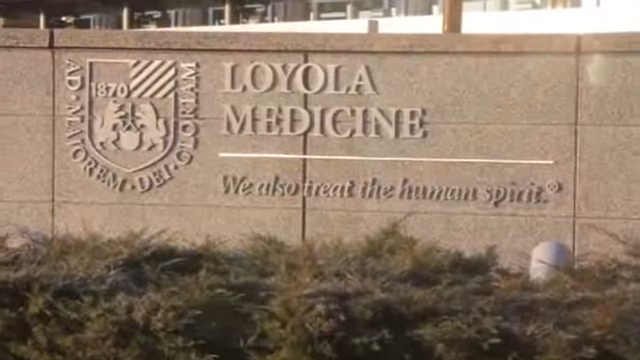 1870
AD • MAIOREM • DEI • GLORIAM
LOYOLA
MEDICINE
We also treat the human spirit.®